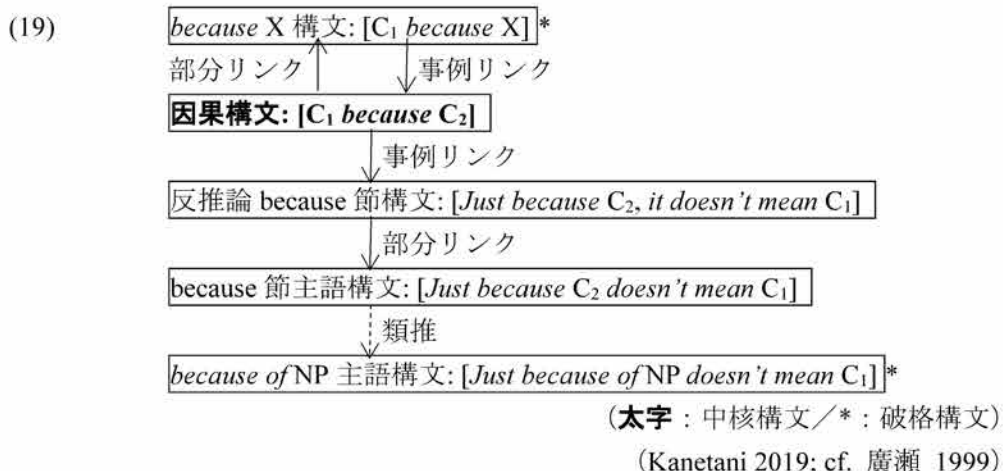 (19) because X 構文: [C₁ because X] *
部分リンク 事例リンク
因果構文: [C₁ because C₂]
事例リンク
反推論 because 節構文: [Just because C₂, it doesn't mean C₁]
部分リンク
because 節主語構文: [Just because C₂ doesn't mean C₁]
類推
because of NP 主語構文: [Just because of NP doesn't mean C₁] *
(太字：中核構文／*：破格構文)
(Kanetani 2019; cf. 廣瀬 1999)